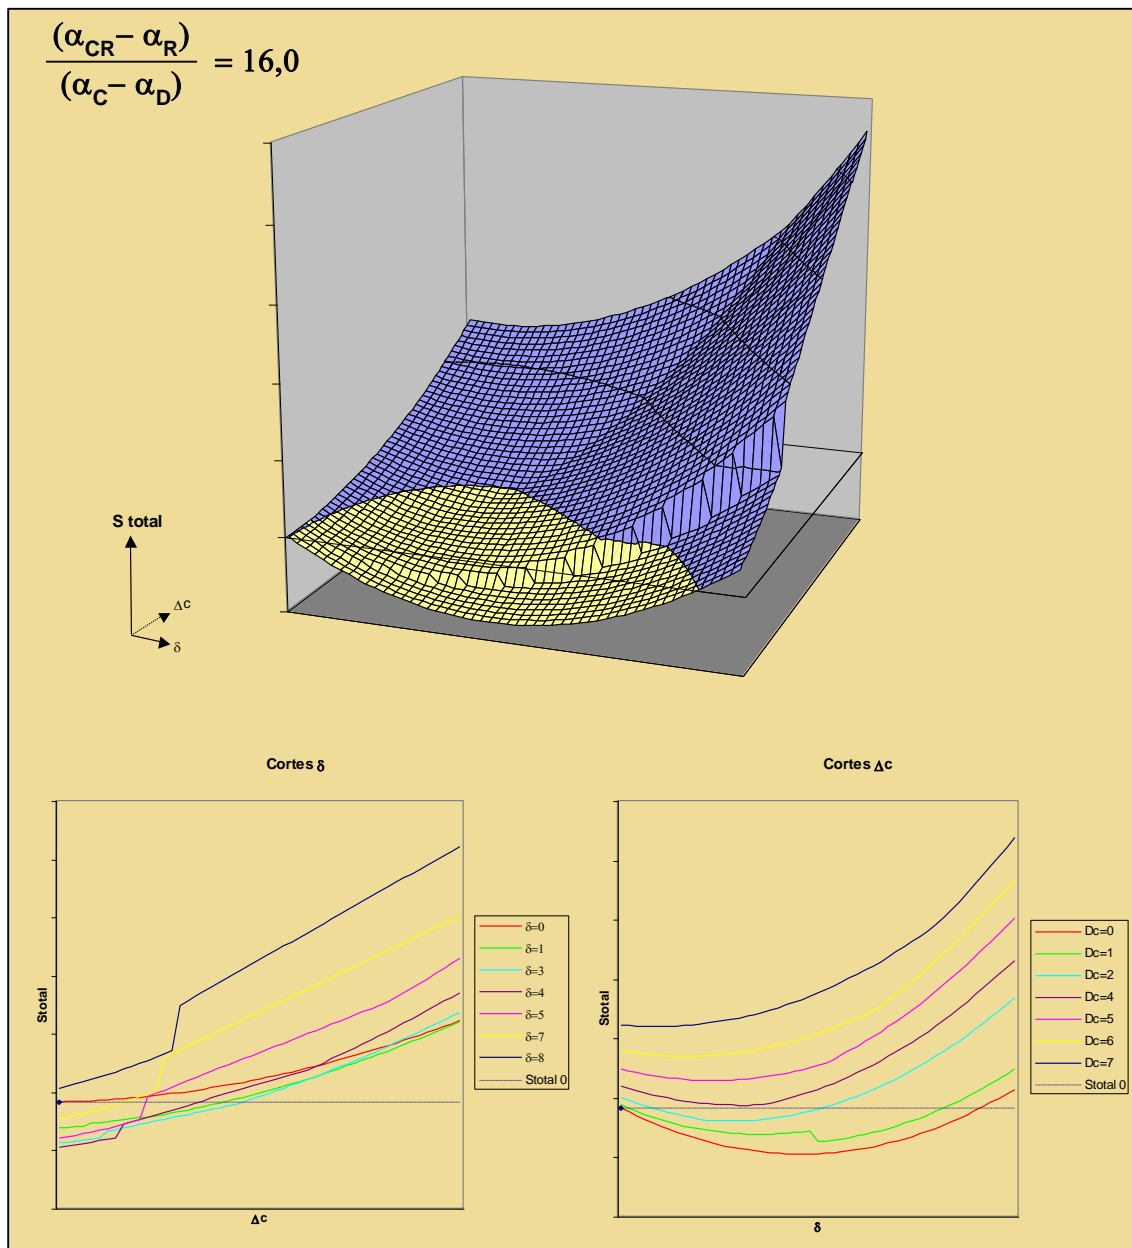 (αCR− αR)
(αC− αD)
= 16,0
S total
Δc
δ
Cortes δ
Stotal
Δc
δ=0
δ=1
δ=3
δ=4
δ=5
δ=7
δ=8
Stotal 0
Cortes Δc
Stotal
δ
Dc=0
Dc=1
Dc=2
Dc=4
Dc=5
Dc=6
Dc=7
Stotal 0